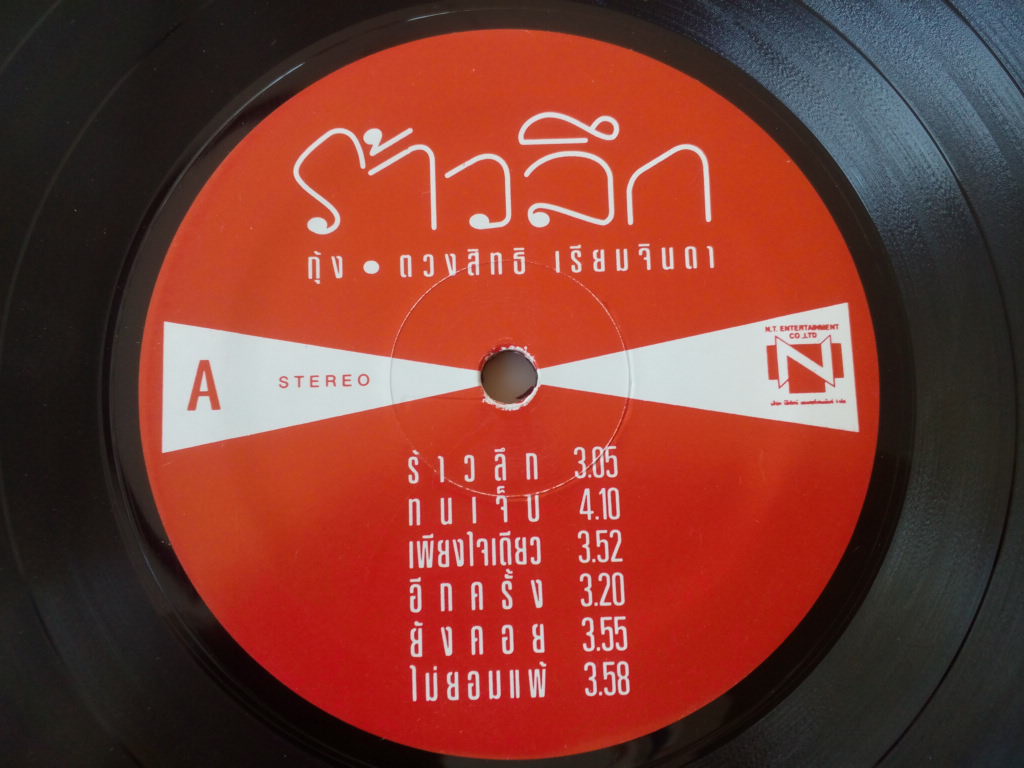 ร้าวลึก
กุ้ง • ดวงสิทธิ เรียมจินดา
N.T. ENTERTAINMENT
CO.,LTD
N
A STEREO
ร้าวลึก 3.05
ทนเจ็บ 4.10
เพียงใจเดียว 3.52
อีกครั้ง 3.20
ยังคอย 3.55
ไม่ยอมแพ้ 3.58